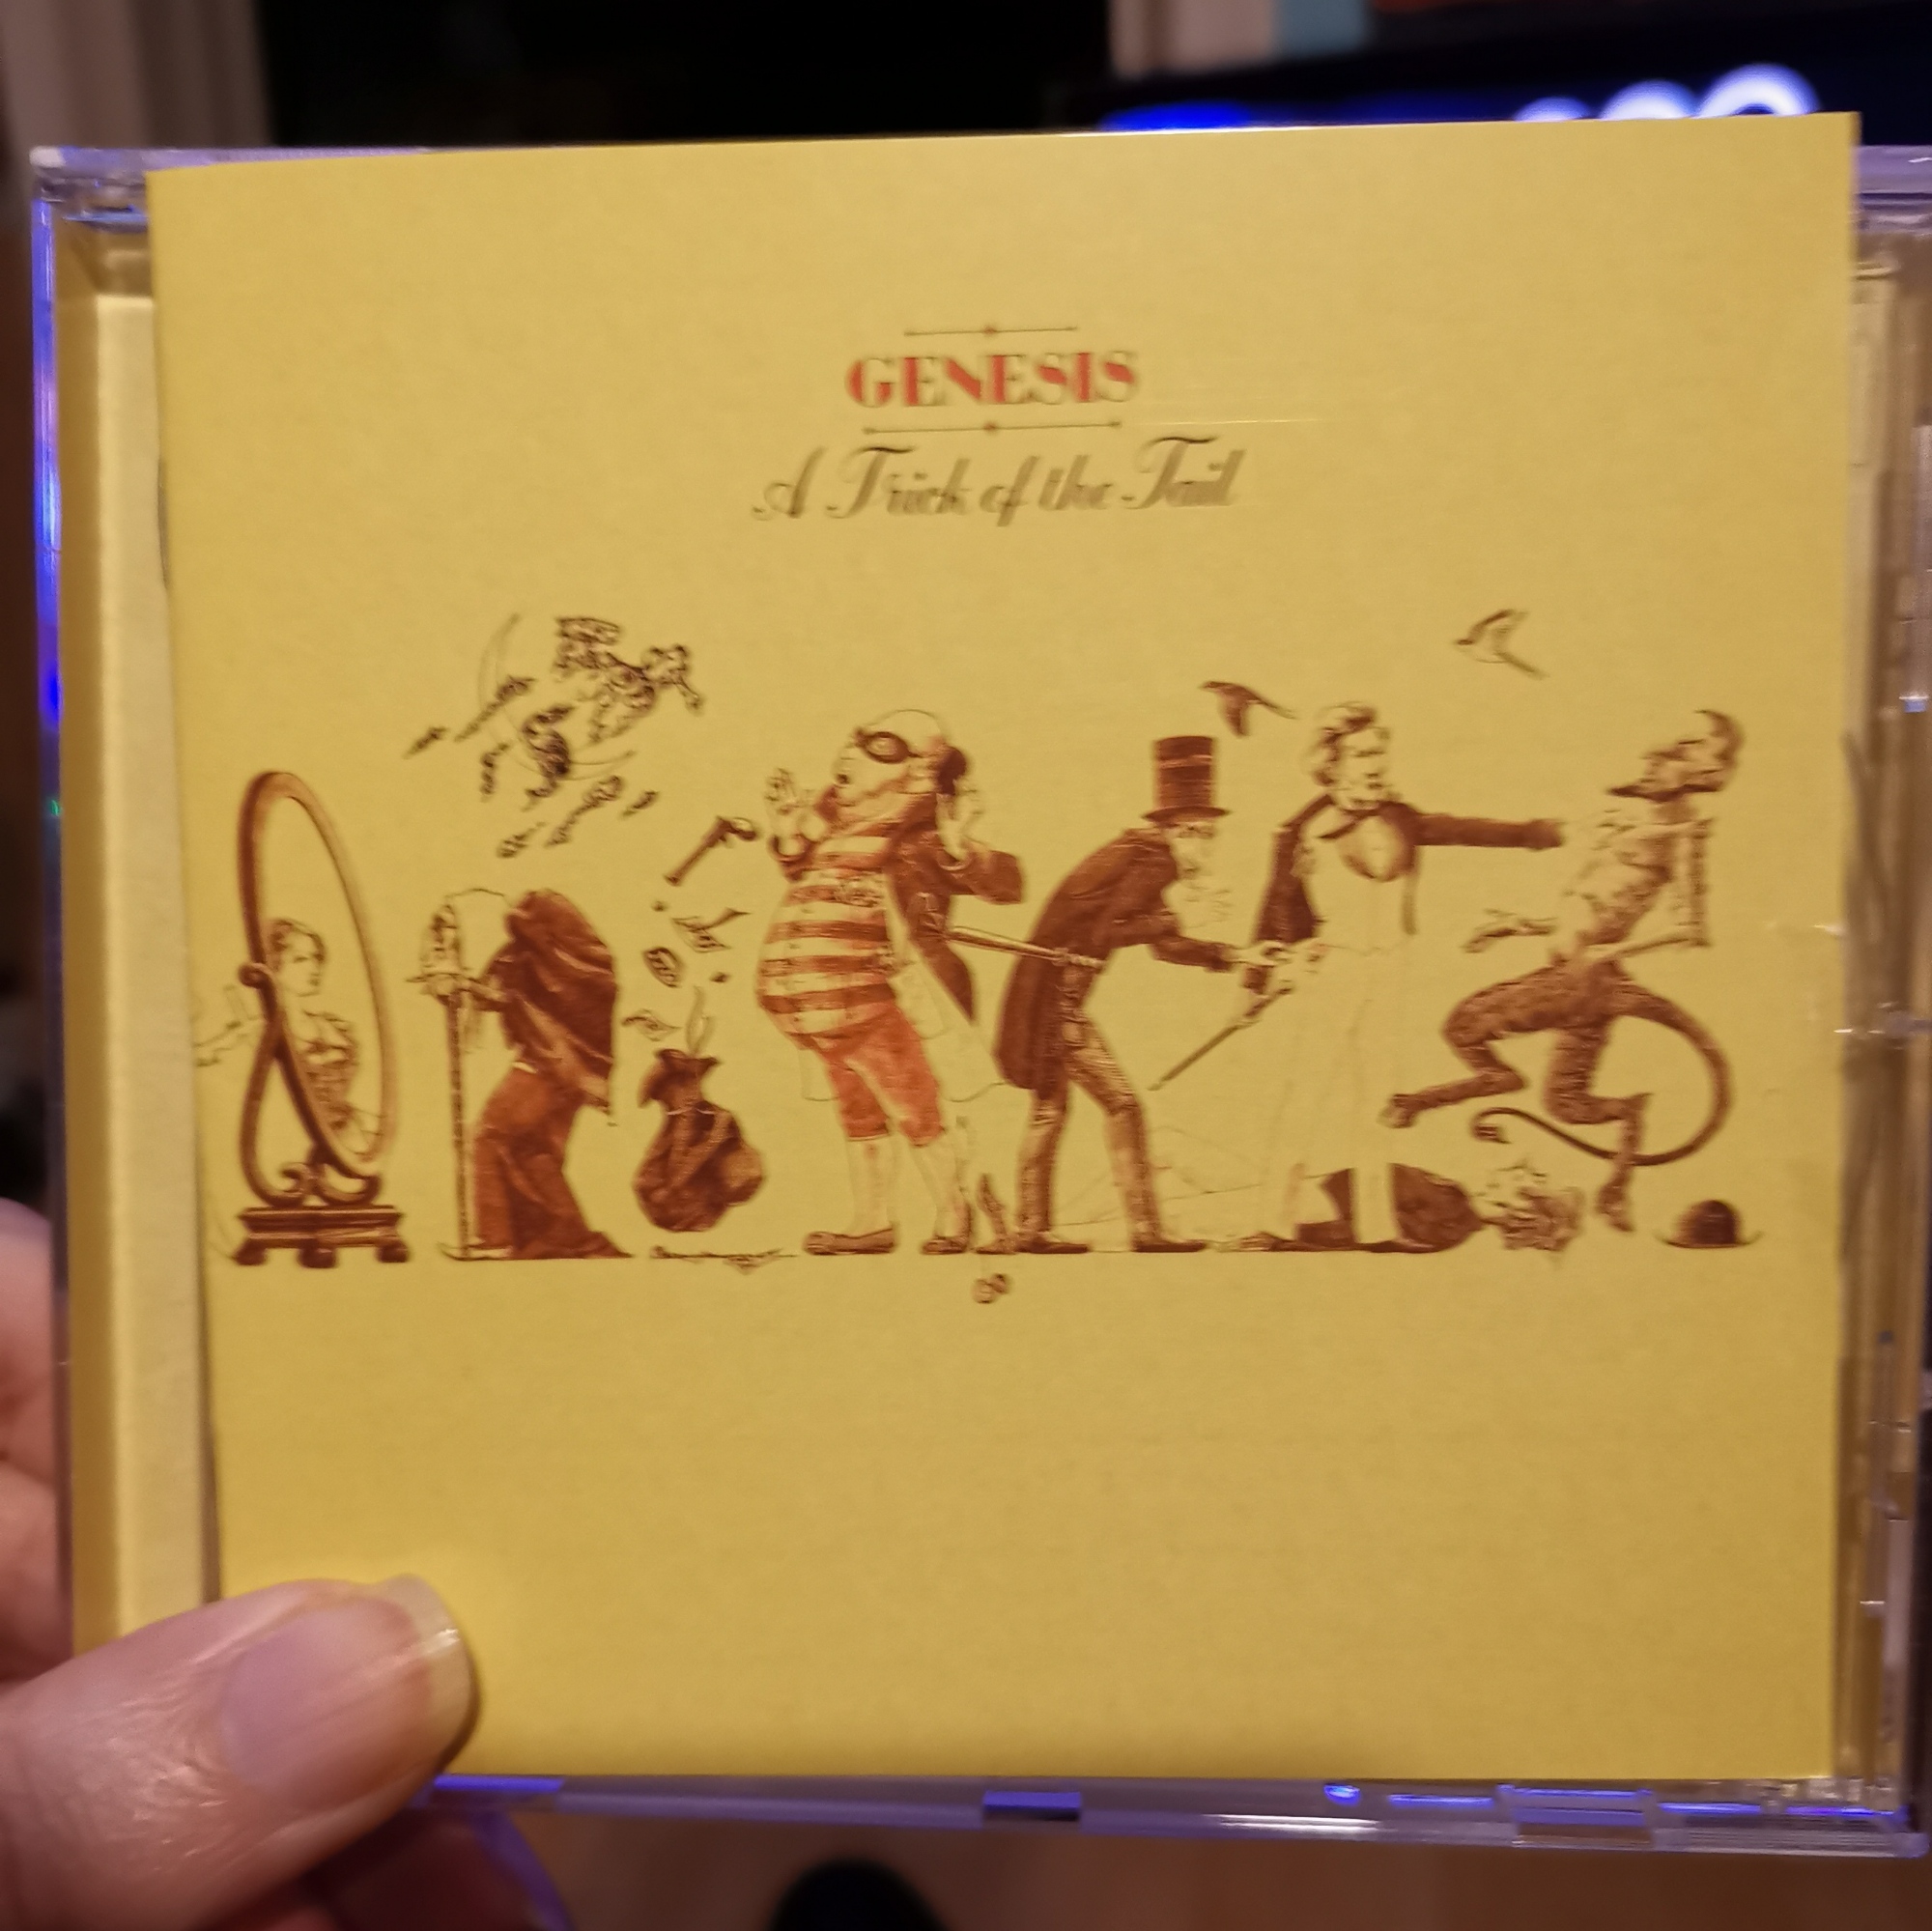 GENESIS
A Trick of the Tail